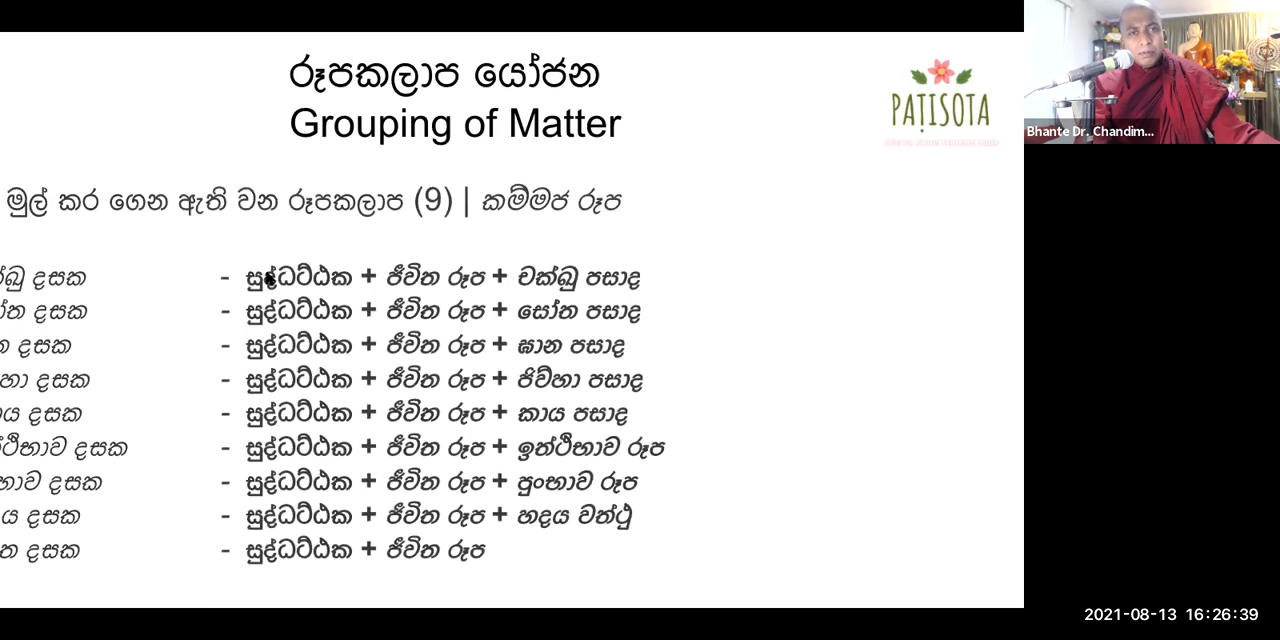 රූපකලාප යෝජන
Grouping of Matter
PAṬISOTA
Bhante Dr. Chandim...
මුල් කර ගෙන ඇති වන රූපකලාප (9) | කම්මජ රූප
දසක - සුද්ධට්ඨක + ජීවිත රූප + චක්ඛු පසාද
දසක - සුද්ධට්ඨක + ජීවිත රූප + සෝත පසාද
දසක - සුද්ධට්ඨක + ජීවිත රූප + ඝාන පසාද
දසක - සුද්ධට්ඨක + ජීවිත රූප + ජිව්හා පසාද
දසක - සුද්ධට්ඨක + ජීවිත රූප + කාය පසාද
දසක - සුද්ධට්ඨක + ජීවිත රූප + ඉත්ථිභාව රූප
දසක - සුද්ධට්ඨක + ජීවිත රූප + පුංභාව රූප
දසක - සුද්ධට්ඨක + ජීවිත රූප + හදය වත්ථු
දසක - සුද්ධට්ඨක + ජීවිත රූප
2021-08-13 16:26:39